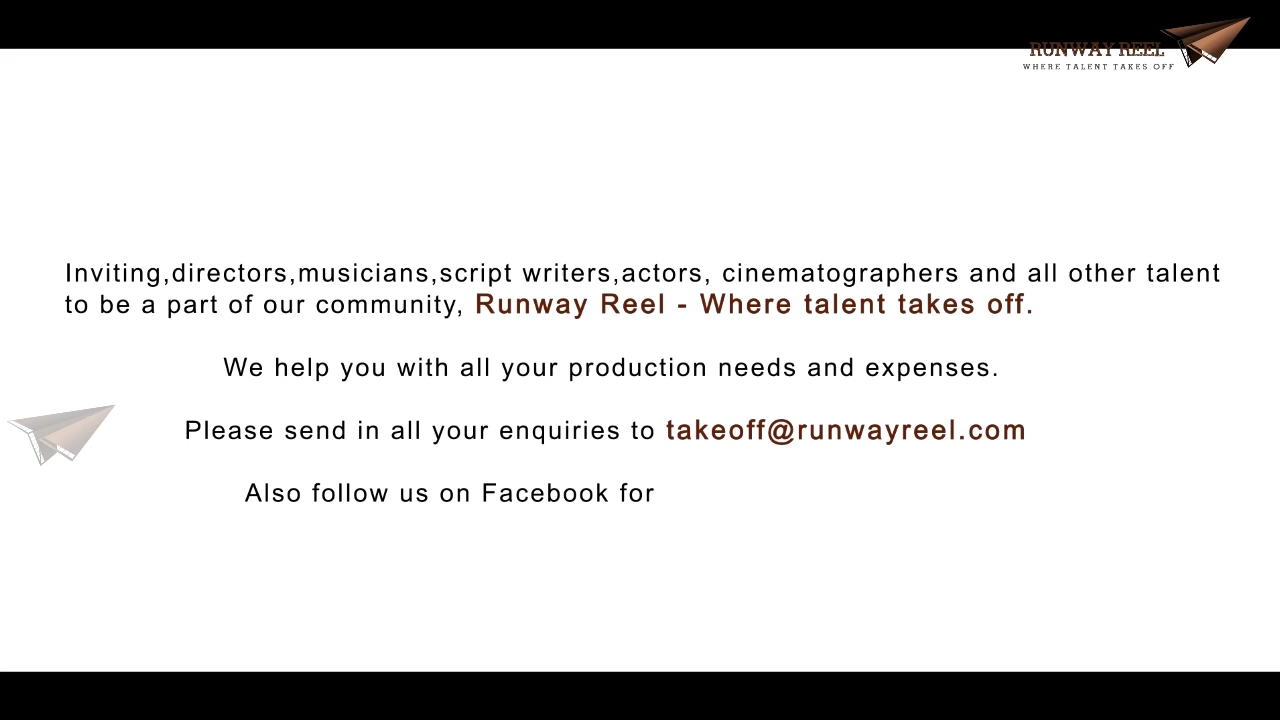 RUNWAY REEL
WHERE TALENT TAKES OFF
Inviting,directors,musicians,script writers,actors, cinematographers and all other talent
to be a part of our community, Runway Reel - Where talent takes off.
We help you with all your production needs and expenses.
Please send in all your enquiries to takeoff@runwayreel.com
Also follow us on Facebook for